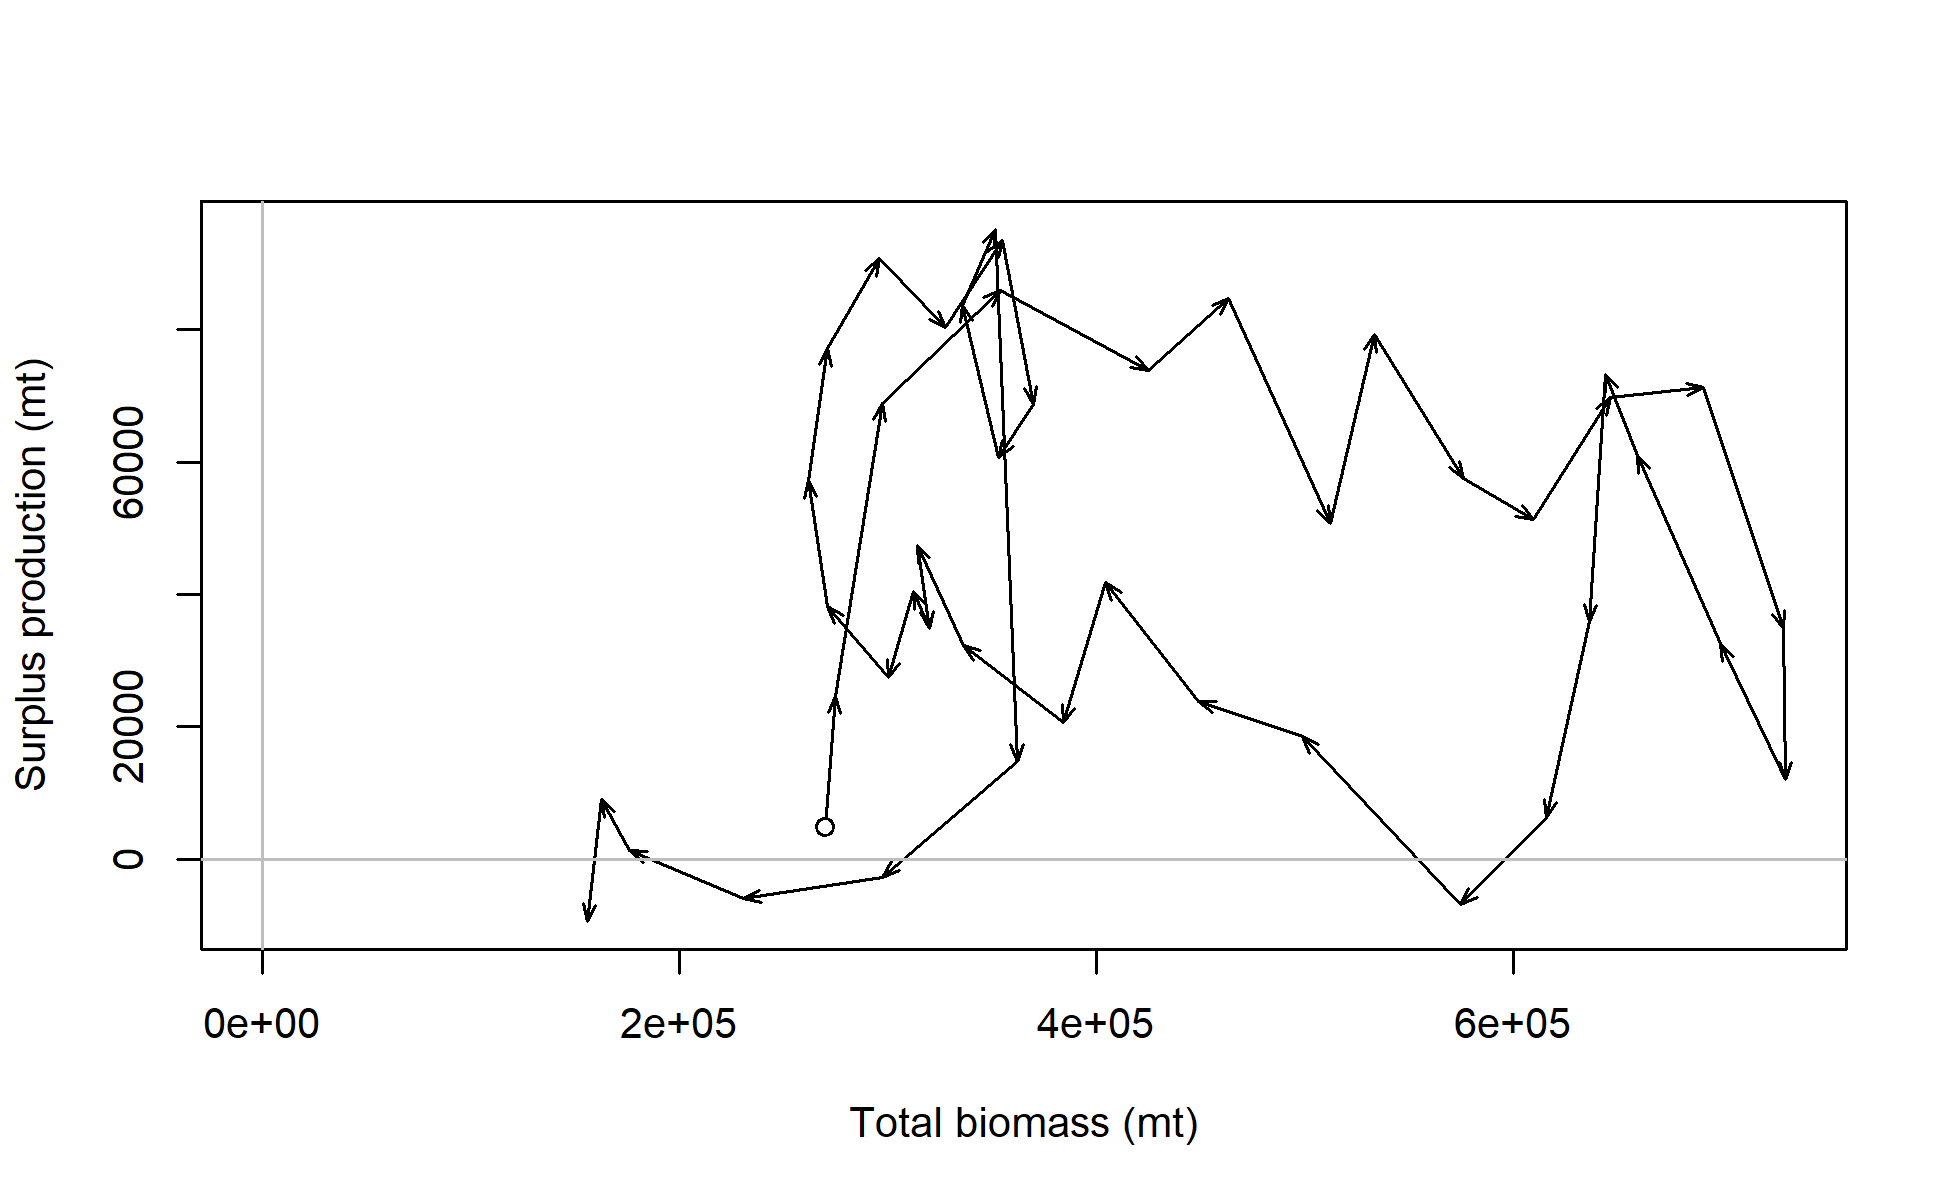 Surplus production (mt)
60000
20000
0
0e+00 2e+05 4e+05 6e+05
Total biomass (mt)